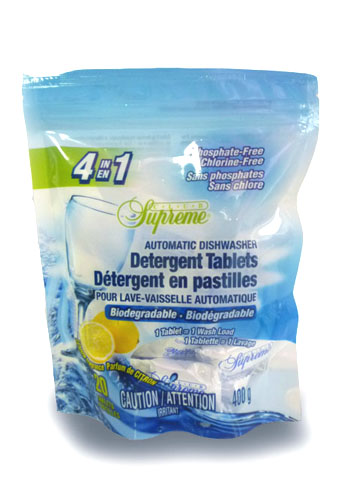 4 IN EN 1
Phosphate-Free
Chlorine-Free
Sans phosphates
Sans chlore
Supreme
AUTOMATIC DISHWASHER
Detergent Tablets
Détergent en pastilles
POUR LAVE-VAISSELLE AUTOMATIQUE
Biodegradable - Biodégradable
1 Tablet = 1 Wash Load
1 Tablette = 1 Lavage
Parfum de CITRON
Supreme
20
CAUTION / ATTENTION
IRRITANT
400 g